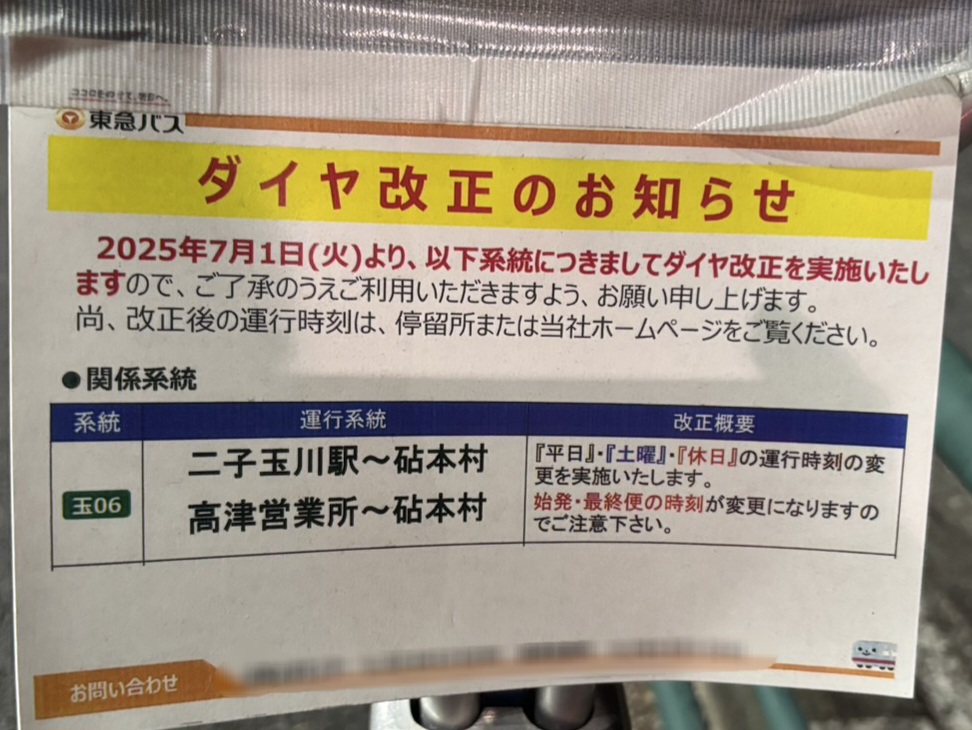 ココロをのせて、明日へ。
東急バス
ダイヤ改正のお知らせ
2025年7月1日(火)より、以下系統につきましてダイヤ改正を実施いたし
ますので、ご了承のうえご利用いただきますよう、お願い申し上げます。
尚、改正後の運行時刻は、停留所または当社ホームページをご覧ください。
●関係系統
系統 運行系統 改正概要
玉06
二子玉川駅～砧本村
高津営業所～砧本村
『平日』・『土曜』・『休日』の運行時刻の変
更を実施いたします。
始発・最終便の時刻が変更になりますの
でご注意下さい。
お問い合わせ